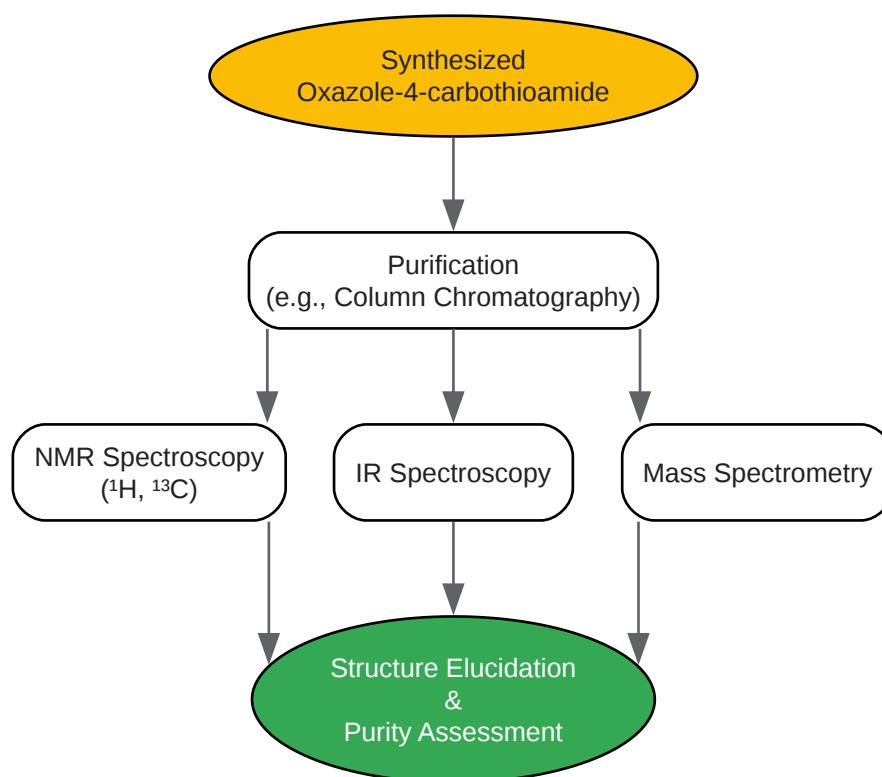 Synthesized
Oxazole-4-carbothioamide
Purification
(e.g., Column Chromatography)
NMR Spectroscopy
(¹H, ¹³C)
IR Spectroscopy
Mass Spectrometry
Structure Elucidation
&
Purity Assessment